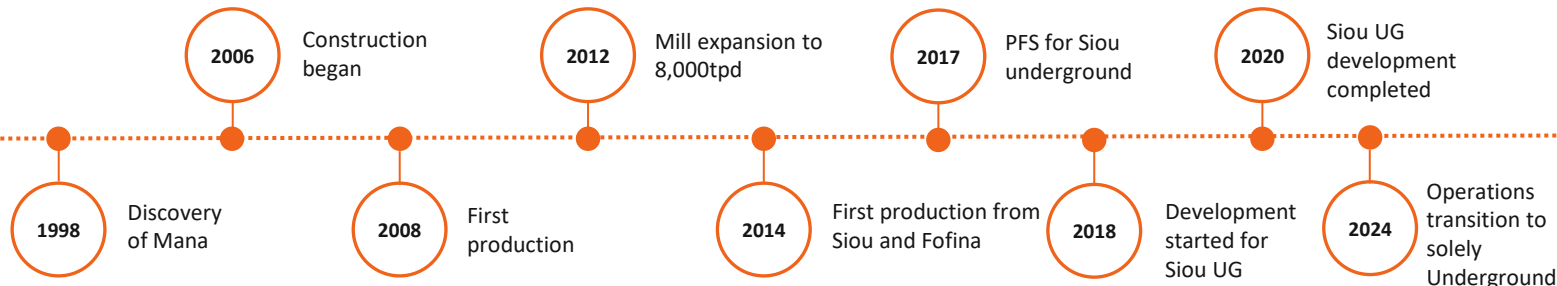 2006
Construction
began
2012
Mill expansion to
8,000tpd
2017
PFS for Siou
underground
2020
Siou UG
development
completed
1998
Discovery
of Mana
2008
First
production
2014
First production from
Siou and Fofina
2018
Development
started for
Siou UG
2024
Operations
transition to
solely
Underground